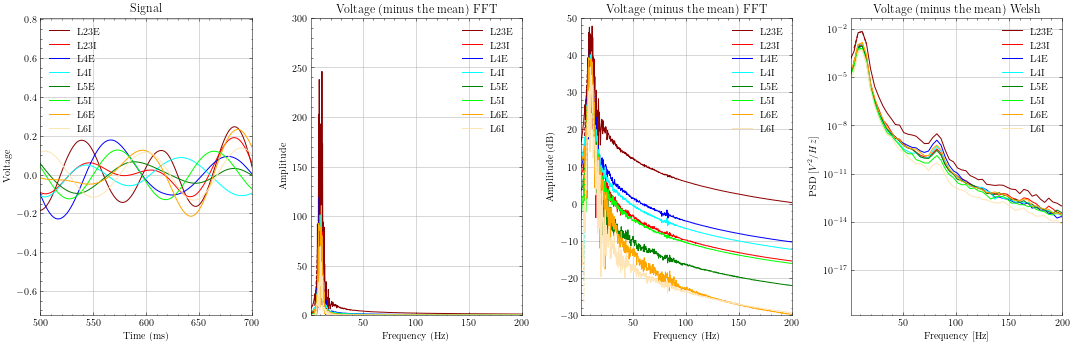 Signal
Voltage
0.8
0.6
0.4
0.2
0.0
−0.2
−0.4
−0.6
500
550
600
650
700
Time (ms)
L23E
L23I
L4E
L4I
L5E
L5I
L6E
L6I
Voltage (minus the mean) FFT
Amplitude
300
250
200
150
100
50
0
50
100
150
200
Frequency (Hz)
L23E
L23I
L4E
L4I
L5E
L5I
L6E
L6I
Voltage (minus the mean) FFT
Amplitude (dB)
50
40
30
20
10
0
−10
−20
−30
50
100
150
200
Frequency (Hz)
L23E
L23I
L4E
L4I
L5E
L5I
L6E
L6I
Voltage (minus the mean) Welsh
PSD [V²/Hz]
10⁻²
10⁻⁵
10⁻⁸
10⁻¹¹
10⁻¹⁴
10⁻¹⁷
50
100
150
200
Frequency [Hz]
L23E
L23I
L4E
L4I
L5E
L5I
L6E
L6I